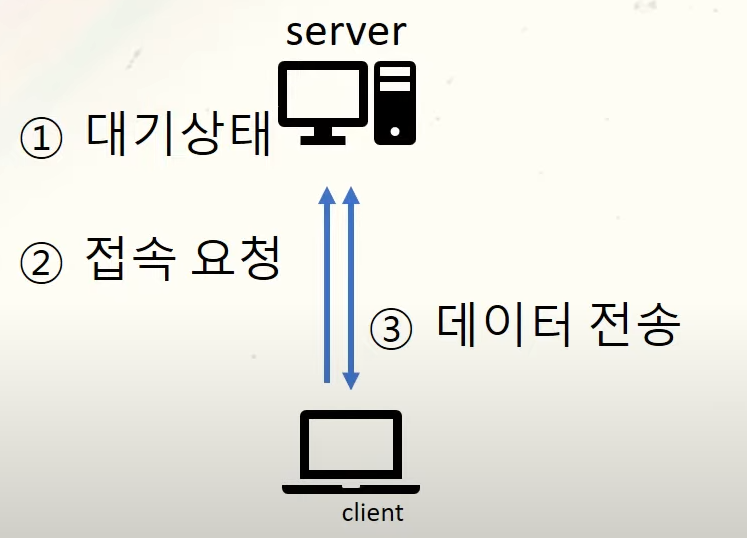 server
① 대기상태
② 접속 요청
③ 데이터 전송
client